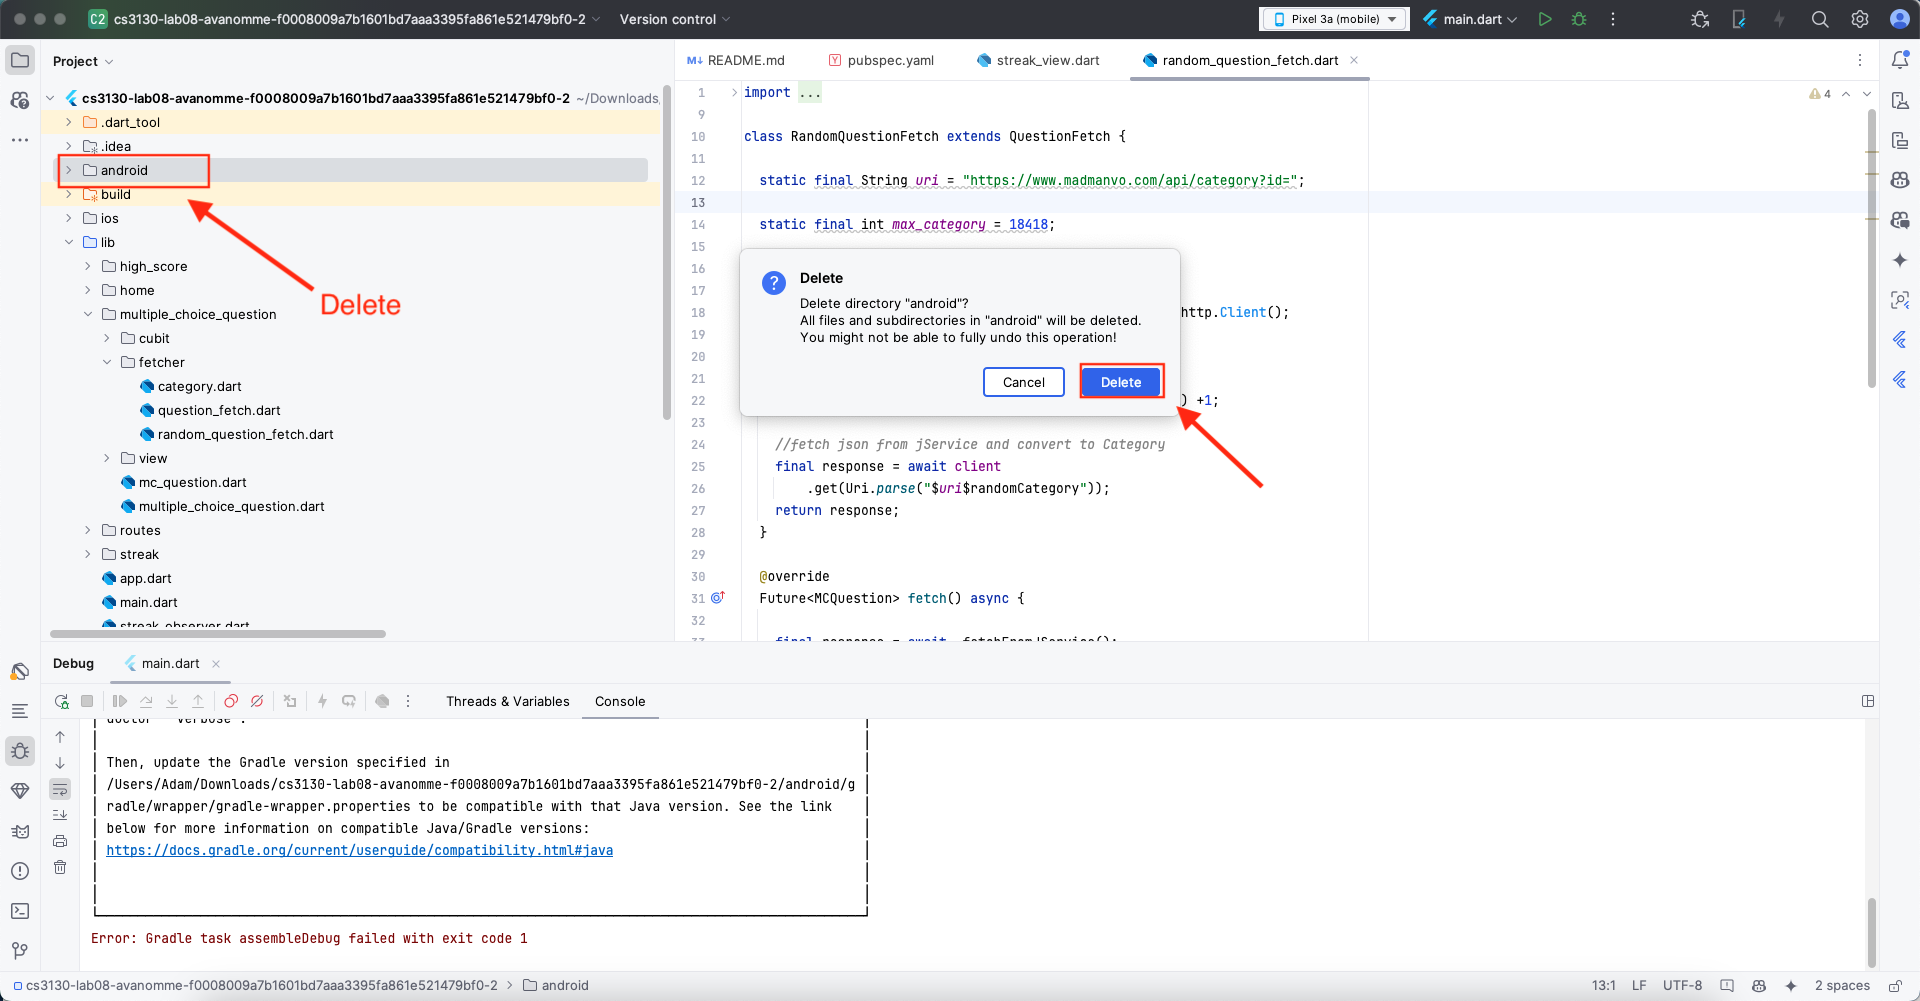 C2 cs3130-lab08-avanomme-f0008009a7b1601bd7aaa3395fa861e521479bf0-2 Version control Pixel 3a (mobile) main.dart
Project
cs3130-lab08-avanomme-f0008009a7b1601bd7aaa3395fa861e521479bf0-2 ~/Downloads/
.dart_tool
.idea
android
build
ios
lib
high_score
home
multiple_choice_question
cubit
fetcher
category.dart
question_fetch.dart
random_question_fetch.dart
view
mc_question.dart
multiple_choice_question.dart
routes
streak
app.dart
main.dart
streak_observer.dart
Delete
M↓ README.md Y pubspec.yaml streak_view.dart random_question_fetch.dart
4
1 import ...
9
10 class RandomQuestionFetch extends QuestionFetch {
11
12 static final String uri = "https://www.madmanvo.com/api/category?id=";
13
14 static final int max_category = 18418;
15
16
17
18 http.Client();
19
20
21
22 ) +1;
23
24 //fetch json from jService and convert to Category
25 final response = await client
26 .get(Uri.parse("$uri$randomCategory"));
27 return response;
28 }
29
30 @override
31 Future<MCQuestion> fetch() async {
32
33 final response = await _fetchFromJService();
Delete
Delete directory "android"?
All files and subdirectories in "android" will be deleted.
You might not be able to fully undo this operation!
Cancel Delete
Debug main.dart
Threads & Variables Console
doctor --verbose`.
Then, update the Gradle version specified in
/Users/Adam/Downloads/cs3130-lab08-avanomme-f0008009a7b1601bd7aaa3395fa861e521479bf0-2/android/g
radle/wrapper/gradle-wrapper.properties to be compatible with that Java version. See the link
below for more information on compatible Java/Gradle versions:
https://docs.gradle.org/current/userguide/compatibility.html#java
Error: Gradle task assembleDebug failed with exit code 1
cs3130-lab08-avanomme-f0008009a7b1601bd7aaa3395fa861e521479bf0-2 > android 13:1 LF UTF-8 2 spaces